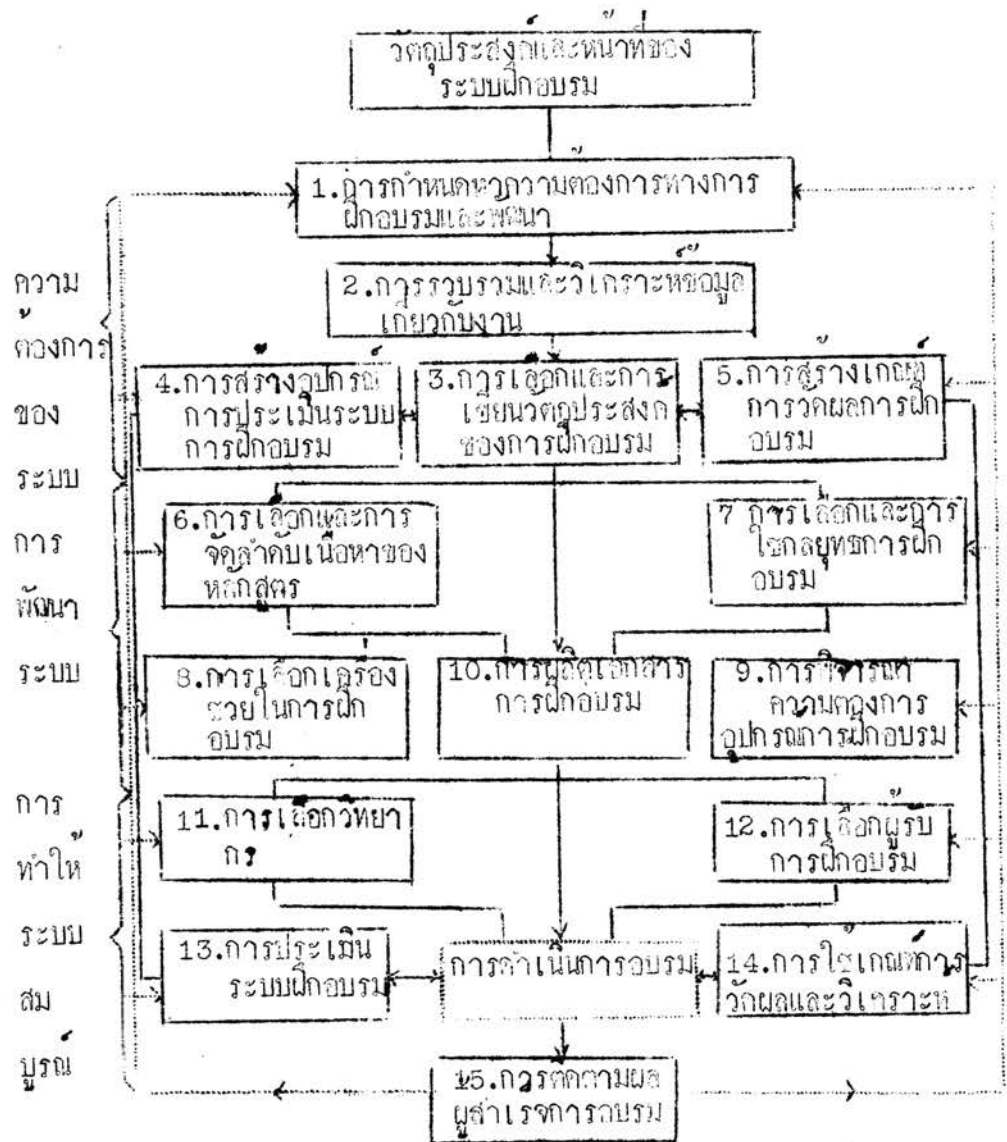 วัตถุประสงค์และหน้าที่ของ
ระบบฝึกอบรม
1.การกำหนดหาความต้องการทางการ
ฝึกอบรมและพัฒนา
2.การรวบรวมและวิเคราะห์ข้อมูล
เกี่ยวกับงาน
4.การสร้างอุปกรณ์
การประเมินระบบ
การฝึกอบรม
3.การเลือกและการ
เขียนวัตถุประสงค์
ของการฝึกอบรม
5.การสร้างเกณฑ์
การวัดผลการฝึก
อบรม
6.การเลือกและการ
จัดลำดับเนื้อหาของ
หลักสูตร
7 การเลือกและการ
ใช้กลยุทธการฝึก
อบรม
8.การเลือกเครื่อง
ช่วยในการฝึก
อบรม
10.การผลิตเอกสาร
การฝึกอบรม
9.การพิจารณา
ความต้องการ
อุปกรณ์การฝึกอบรม
11.การเลือกวิทยา
กร
12.การเลือกผู้รับ
การฝึกอบรม
13.การประเมิน
ระบบฝึกอบรม
การดำเนินการอบรม
14.การใช้เกณฑ์การ
วัดผลและวิเคราะห์
15.การติดตามผล
ผู้สำเร็จการอบรม
ความ
ต้องการ
ของ
ระบบ
การ
พัฒนา
ระบบ
การ
ทำให้
ระบบ
สม
บูรณ์